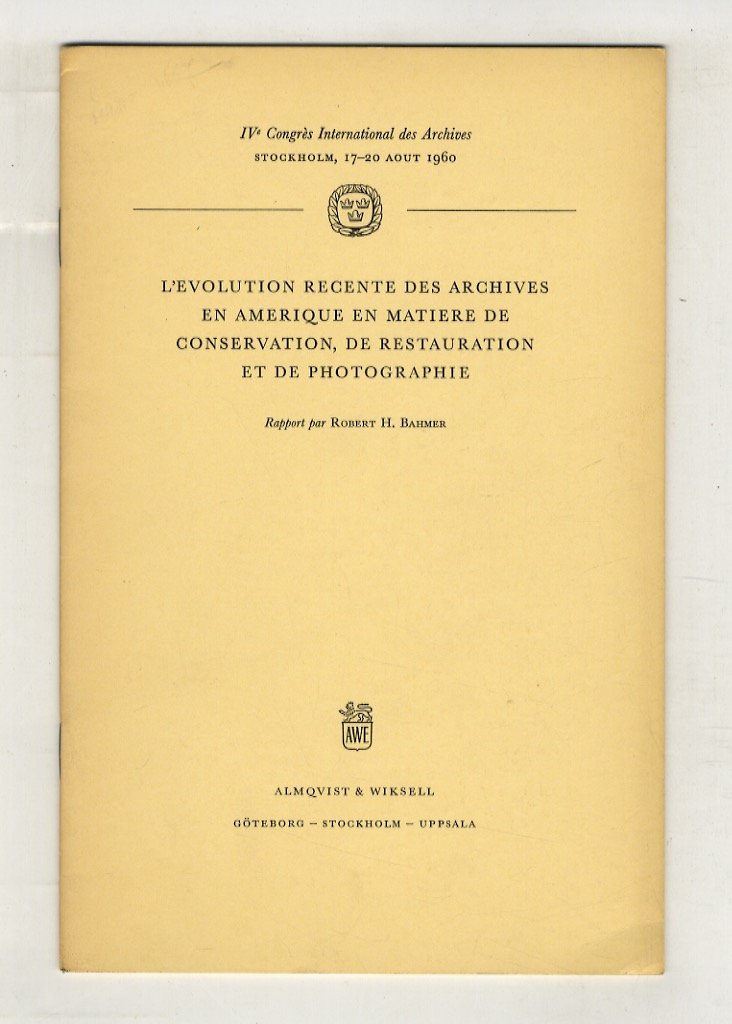 IVe Congrès International des Archives
STOCKHOLM, 17–20 AOUT 1960
L'EVOLUTION RECENTE DES ARCHIVES
EN AMERIQUE EN MATIERE DE
CONSERVATION, DE RESTAURATION
ET DE PHOTOGRAPHIE
Rapport par ROBERT H. BAHMER
AWE
ALMQVIST & WIKSELL
GÖTEBORG – STOCKHOLM – UPPSALA